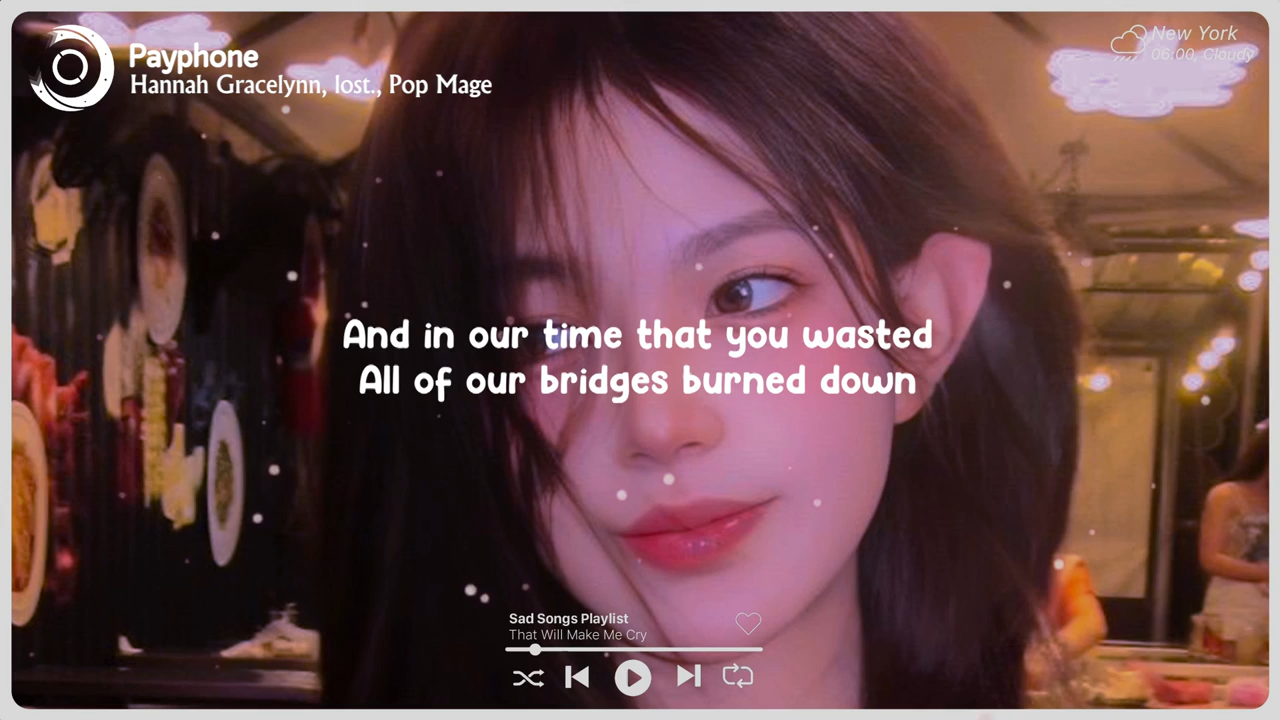 Payphone
Hannah Gracelynn, lost., Pop Mage
New York
06:00, Cloudy
And in our time that you wasted
All of our bridges burned down
Sad Songs Playlist
That Will Make Me Cry